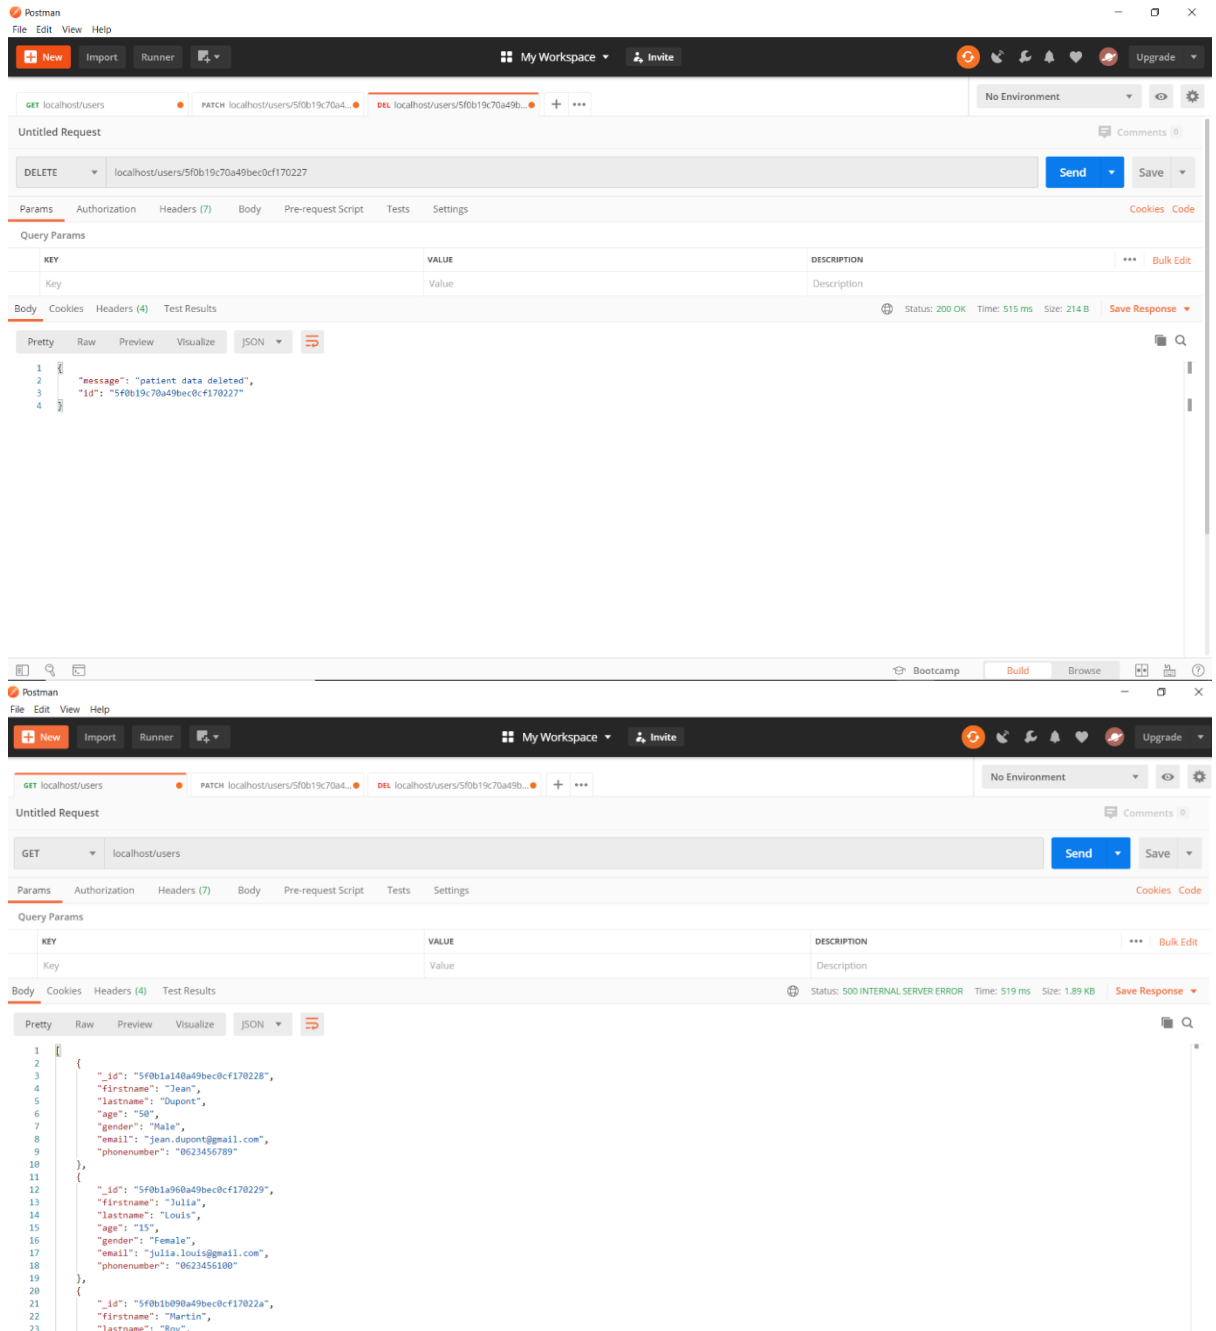 Postman
File Edit View Help
New Import Runner My Workspace Invite Upgrade
GET localhost/users PATCH localhost/users/5f0b19c70a4... DEL localhost/users/5f0b19c70a49b... No Environment
Untitled Request Comments 0
DELETE localhost/users/5f0b19c70a49bec0cf170227 Send Save
Params Authorization Headers (7) Body Pre-request Script Tests Settings Cookies Code
Query Params
KEY VALUE DESCRIPTION Bulk Edit
Key Value Description
Body Cookies Headers (4) Test Results Status: 200 OK Time: 515 ms Size: 214 B Save Response
Pretty Raw Preview Visualize JSON
1 {
2 "message": "patient data deleted",
3 "id": "5f0b19c70a49bec0cf170227"
4 }
Bootcamp Build Browse
Postman
File Edit View Help
New Import Runner My Workspace Invite Upgrade
GET localhost/users PATCH localhost/users/5f0b19c70a4... DEL localhost/users/5f0b19c70a49b... No Environment
Untitled Request Comments 0
GET localhost/users Send Save
Params Authorization Headers (7) Body Pre-request Script Tests Settings Cookies Code
Query Params
KEY VALUE DESCRIPTION Bulk Edit
Key Value Description
Body Cookies Headers (4) Test Results Status: 500 INTERNAL SERVER ERROR Time: 519 ms Size: 1.89 KB Save Response
Pretty Raw Preview Visualize JSON
1 [
2 {
3 "_id": "5f0b1a140a49bec0cf170228",
4 "firstname": "Jean",
5 "lastname": "Dupont",
6 "age": "50",
7 "gender": "Male",
8 "email": "jean.dupont@gmail.com",
9 "phonenumber": "0623456789"
10 },
11 {
12 "_id": "5f0b1a960a49bec0cf170229",
13 "firstname": "Julia",
14 "lastname": "Louis",
15 "age": "15",
16 "gender": "Female",
17 "email": "julia.louis@gmail.com",
18 "phonenumber": "0623456100"
19 },
20 {
21 "_id": "5f0b1b090a49bec0cf17022a",
22 "firstname": "Martin",
23 "lastname": "Roy",